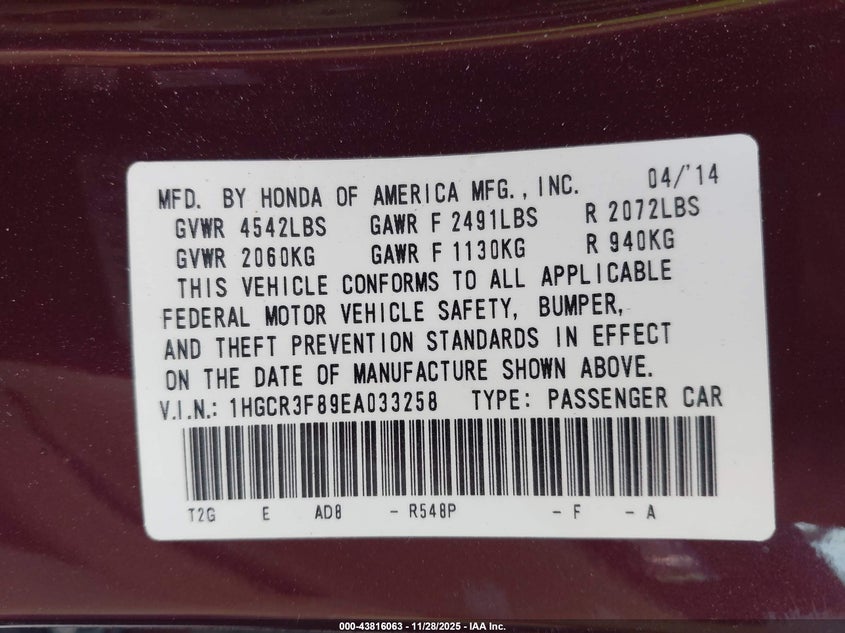 MFD. BY HONDA OF AMERICA MFG., INC. 04/'14
GVWR 4542LBS GAWR F 2491LBS R 2072LBS
GVWR 2060KG GAWR F 1130KG R 940KG
THIS VEHICLE CONFORMS TO ALL APPLICABLE
FEDERAL MOTOR VEHICLE SAFETY, BUMPER,
AND THEFT PREVENTION STANDARDS IN EFFECT
ON THE DATE OF MANUFACTURE SHOWN ABOVE.
V.I.N.: 1HGCR3F89EA033258 TYPE: PASSENGER CAR
T2G E AD8 - R548P - F - A
000-43816063 - 11/28/2025 - IAA Inc.